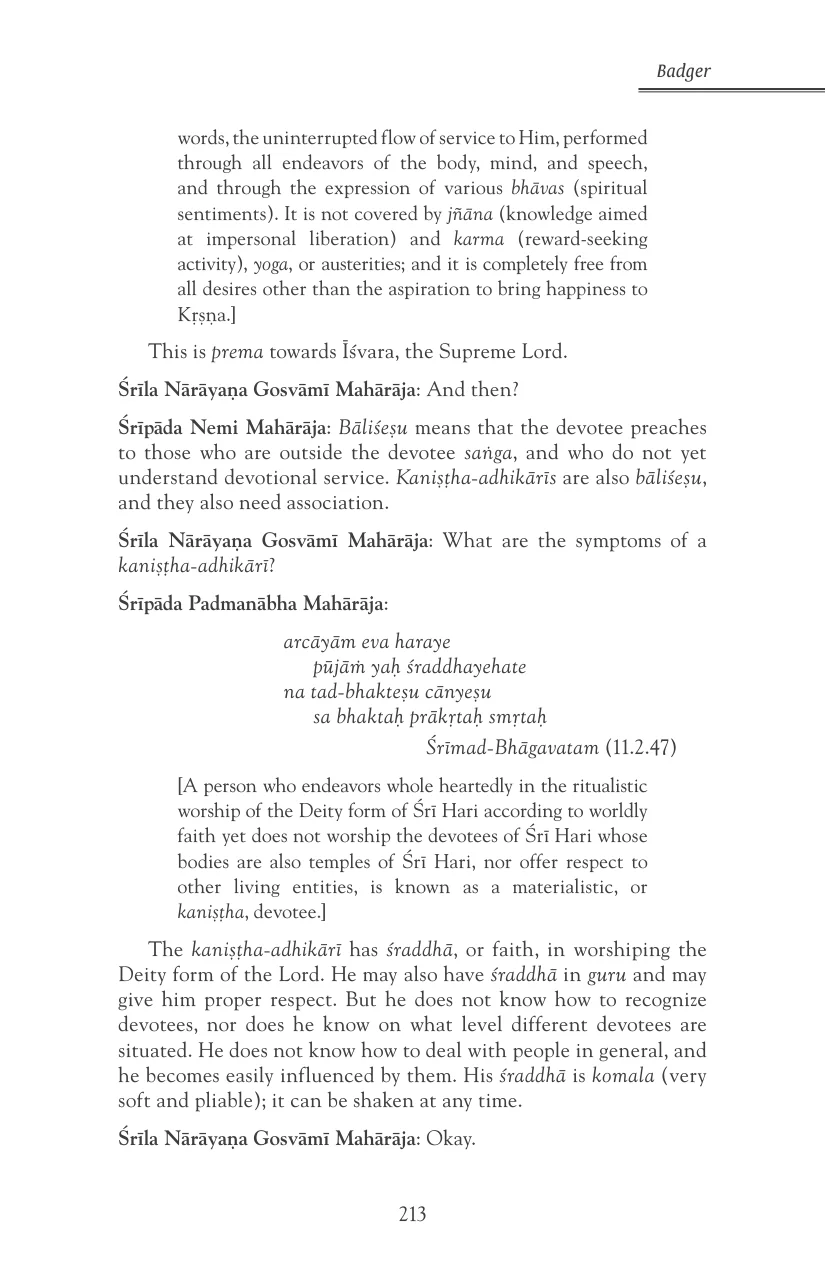 Badger
words, the uninterrupted flow of service to Him, performed
through all endeavors of the body, mind, and speech,
and through the expression of various bhāvas (spiritual
sentiments). It is not covered by jñāna (knowledge aimed
at impersonal liberation) and karma (reward-seeking
activity), yoga, or austerities; and it is completely free from
all desires other than the aspiration to bring happiness to
Kṛṣṇa.]
This is prema towards Īśvara, the Supreme Lord.
Śrīla Nārāyaṇa Gosvāmī Mahārāja: And then?
Śrīpāda Nemi Mahārāja: Bāliśeṣu means that the devotee preaches
to those who are outside the devotee saṅga, and who do not yet
understand devotional service. Kaniṣṭha-adhikārīs are also bāliśeṣu,
and they also need association.
Śrīla Nārāyaṇa Gosvāmī Mahārāja: What are the symptoms of a
kaniṣṭha-adhikārī?
Śrīpāda Padmanābha Mahārāja:
arcāyām eva haraye
pūjāṁ yaḥ śraddhayehate
na tad-bhakteṣu cānyeṣu
sa bhaktaḥ prākṛtaḥ smṛtaḥ
Śrīmad-Bhāgavatam (11.2.47)
[A person who endeavors whole heartedly in the ritualistic
worship of the Deity form of Śrī Hari according to worldly
faith yet does not worship the devotees of Śrī Hari whose
bodies are also temples of Śrī Hari, nor offer respect to
other living entities, is known as a materialistic, or
kaniṣṭha, devotee.]
The kaniṣṭha-adhikārī has śraddhā, or faith, in worshiping the
Deity form of the Lord. He may also have śraddhā in guru and may
give him proper respect. But he does not know how to recognize
devotees, nor does he know on what level different devotees are
situated. He does not know how to deal with people in general, and
he becomes easily influenced by them. His śraddhā is komala (very
soft and pliable); it can be shaken at any time.
Śrīla Nārāyaṇa Gosvāmī Mahārāja: Okay.
213